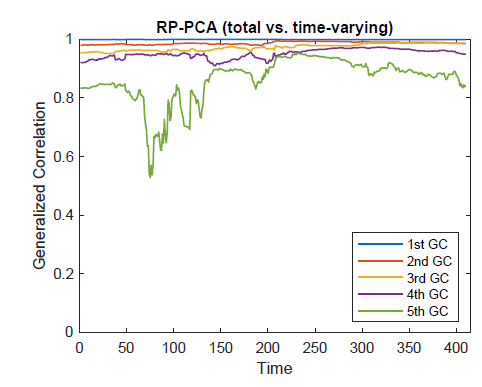 RP-PCA (total vs. time-varying)
Generalized Correlation
1
0.8
0.6
0.4
0.2
0
0 50 100 150 200 250 300 350 400
Time
1st GC
2nd GC
3rd GC
4th GC
5th GC